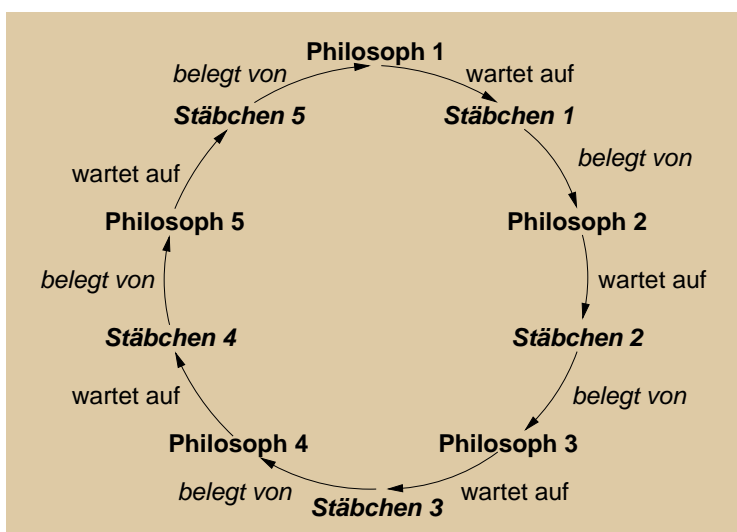 Philosoph 1
belegt von
wartet auf
Stäbchen 5
Stäbchen 1
belegt von
wartet auf
Philosoph 5
Philosoph 2
belegt von
wartet auf
Stäbchen 4
Stäbchen 2
wartet auf
belegt von
Philosoph 4
Philosoph 3
belegt von
wartet auf
Stäbchen 3